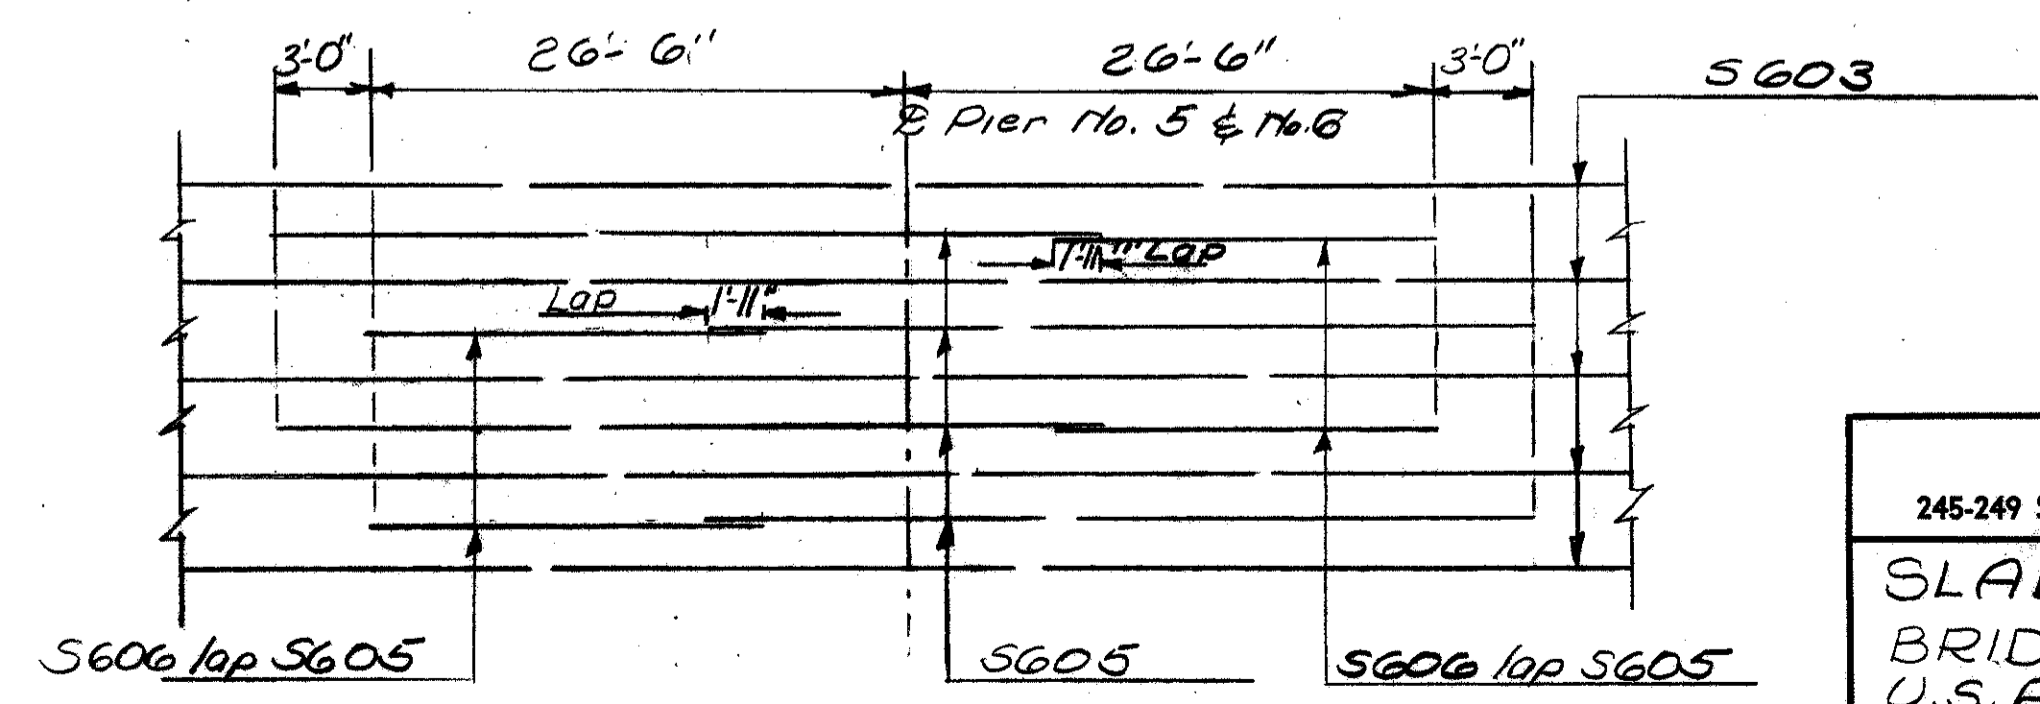 3'-0" 26'-6" 26'-6" 3'-0" S603
℄ Pier No. 5 & No.6
1'-11" Lap
Lap 1'-11"
245-249
SLA
BRID
S606 lap S605 S605 S606 lap S605
U.S.